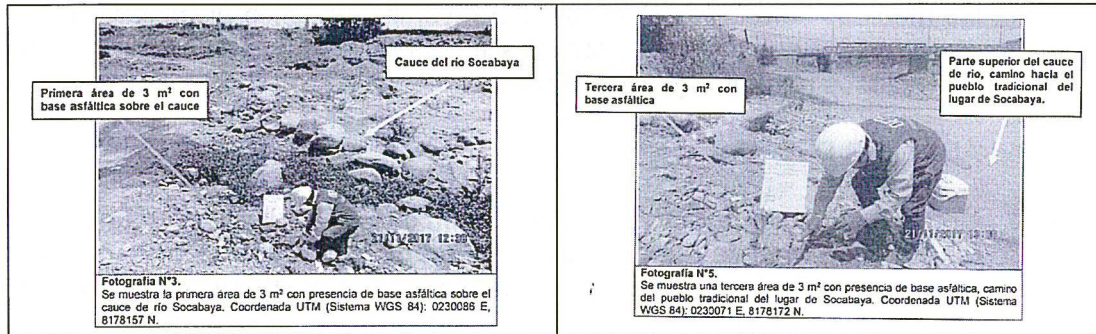 Primera área de 3 m² con
base asfáltica sobre el cauce
Cauce del río Socabaya
21/11/2017 12:
Fotografía N°3.
Se muestra la primera área de 3 m² con presencia de base asfáltica sobre el
cauce de río Socabaya. Coordenada UTM (Sistema WGS 84): 0230086 E,
8178157 N.
Tercera área de 3 m² con
base asfáltica
Parte superior del cauce
de rio, camino hacia el
pueblo tradicional del
lugar de Socabaya.
21/11/2017
Fotografía N°5.
Se muestra una tercera área de 3 m² con presencia de base asfáltica, camino
del pueblo tradicional del lugar de Socabaya. Coordenada UTM (Sistema
WGS 84): 0230071 E, 8178172 N.